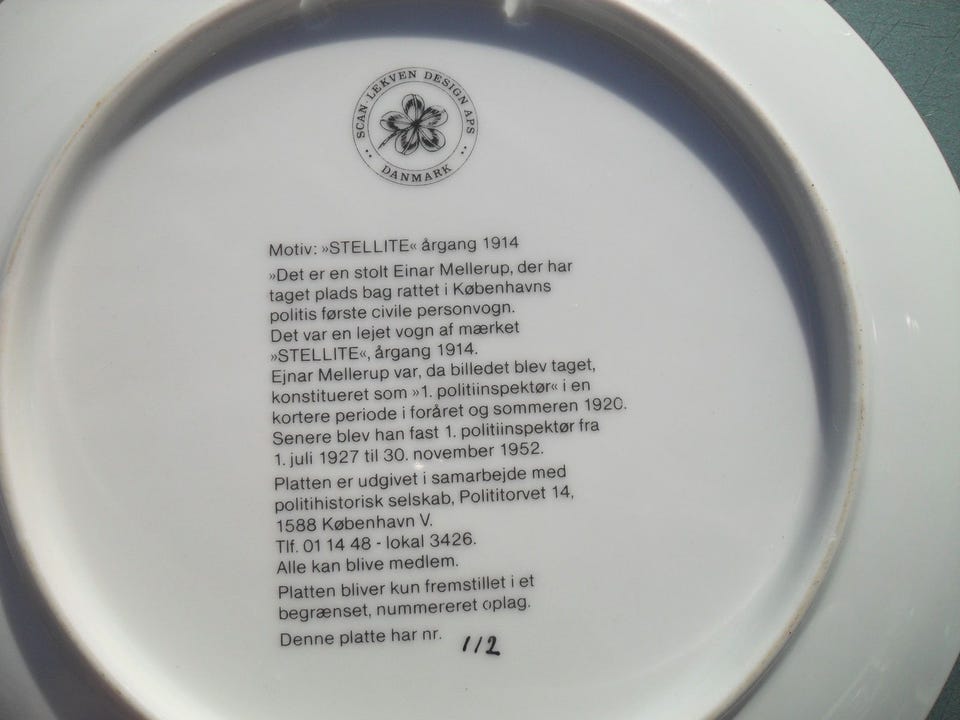 SCAN·LEKVEN DESIGN APS
DANMARK
Motiv: »STELLITE« årgang 1914
»Det er en stolt Einar Mellerup, der har
taget plads bag rattet i Københavns
politis første civile personvogn.
Det var en lejet vogn af mærket
»STELLITE«, årgang 1914.
Ejnar Mellerup var, da billedet blev taget,
konstitueret som »1. politiinspektør« i en
kortere periode i foråret og sommeren 1920.
Senere blev han fast 1. politiinspektør fra
1. juli 1927 til 30. november 1952.
Platten er udgivet i samarbejde med
politihistorisk selskab, Polititorvet 14,
1588 København V.
Tlf. 01 14 48 - lokal 3426.
Alle kan blive medlem.
Platten bliver kun fremstillet i et
begrænset, nummereret oplag.
Denne platte har nr. 112